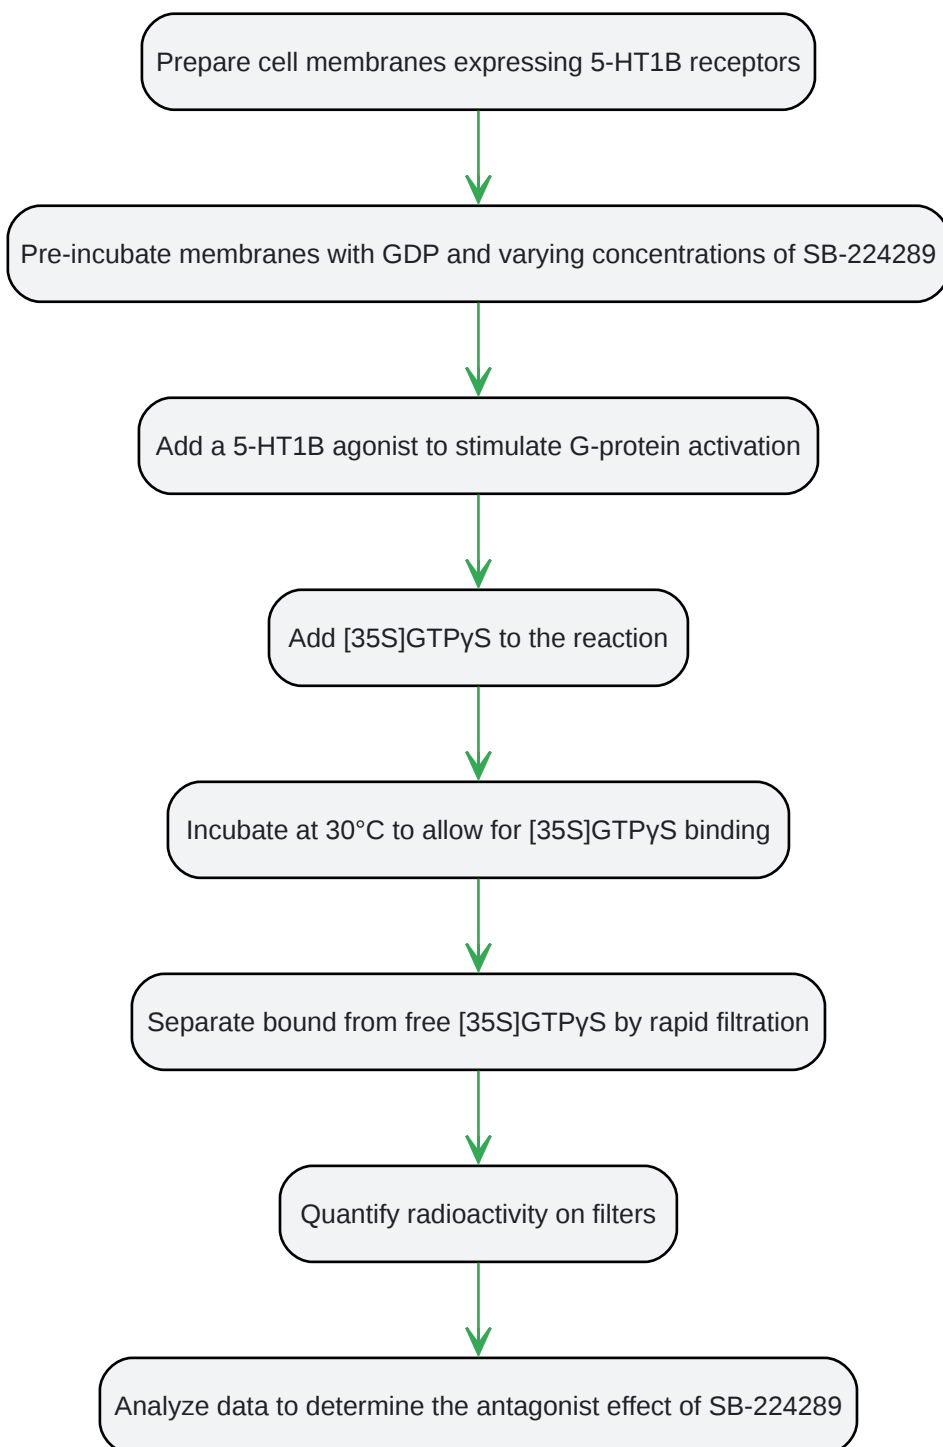 Prepare cell membranes expressing 5-HT1B receptors
Pre-incubate membranes with GDP and varying concentrations of SB-224289
Add a 5-HT1B agonist to stimulate G-protein activation
Add [35S]GTPγS to the reaction
Incubate at 30°C to allow for [35S]GTPγS binding
Separate bound from free [35S]GTPγS by rapid filtration
Quantify radioactivity on filters
Analyze data to determine the antagonist effect of SB-224289